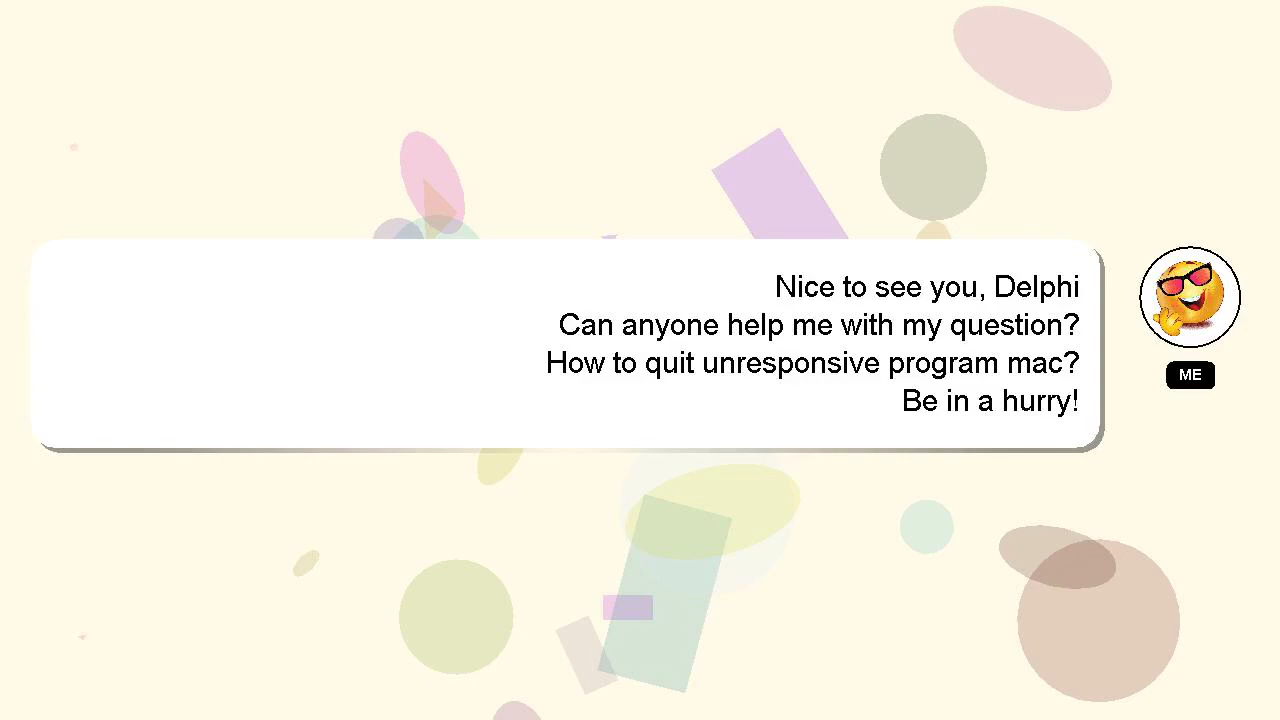 Nice to see you, Delphi
Can anyone help me with my question?
How to quit unresponsive program mac?
Be in a hurry!
ME